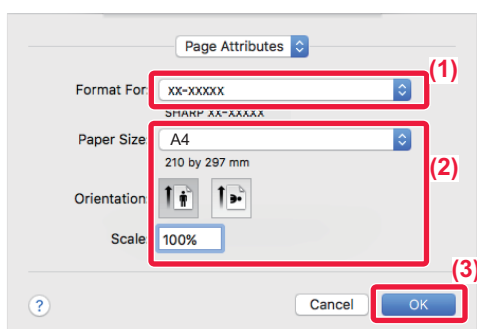 Page Attributes
(1)
Format For: xx-xxxxx
SHARP xx-xxxxx
Paper Size: A4
210 by 297 mm
(2)
Orientation:
Scale: 100%
(3)
? Cancel OK